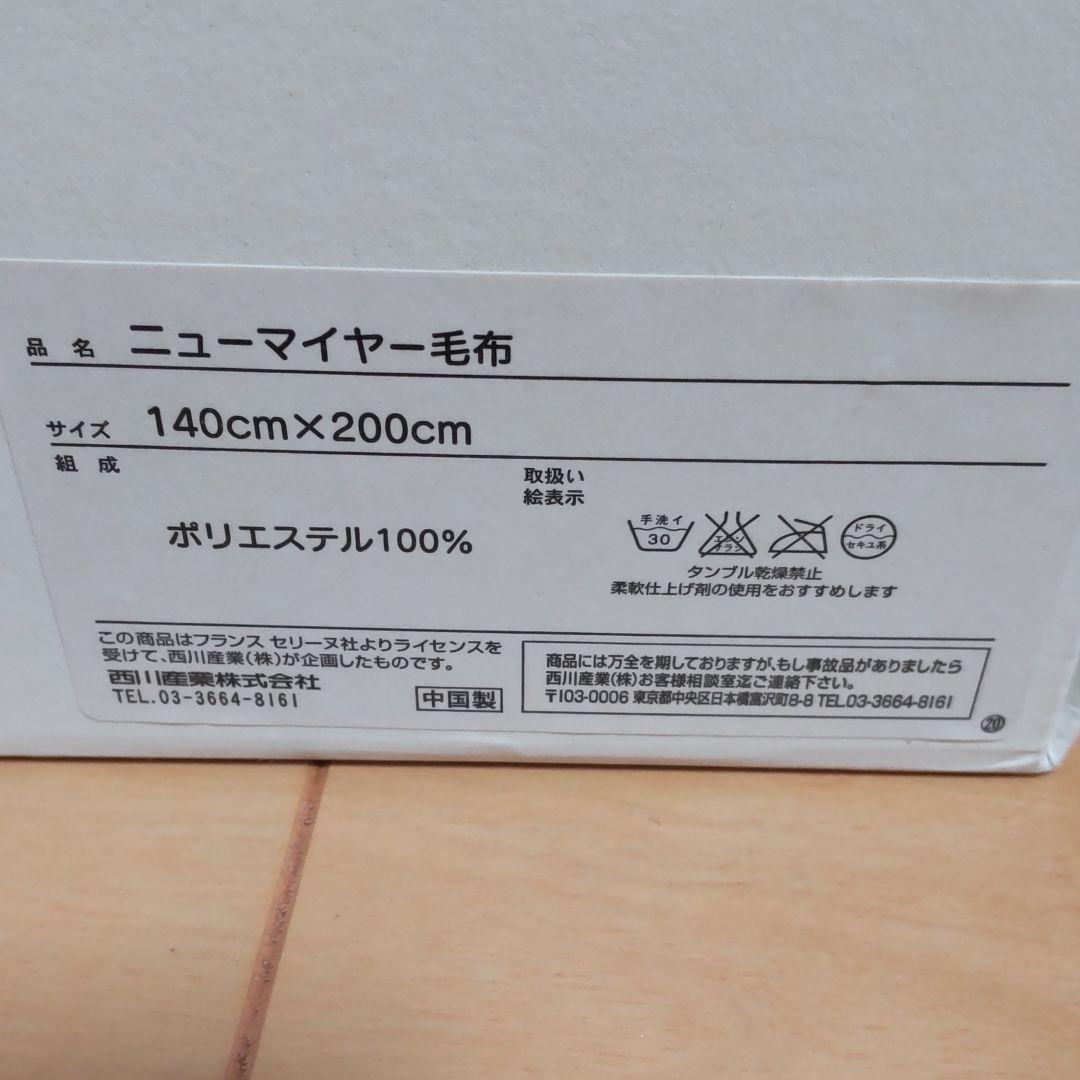 品名 ニューマイヤー毛布
サイズ 140cm×200cm
組成
取扱い
絵表示
ポリエステル100%
手洗イ
30
エンソ
サラシ
ドライ
セキユ系
タンブル乾燥禁止
柔軟仕上げ剤の使用をおすすめします
この商品はフランス セリーヌ社よりライセンスを
受けて、西川産業(株)が企画したものです。
西川産業株式会社
TEL.03-3664-8161
中国製
商品には万全を期しておりますが、もし事故品がありましたら
西川産業(株)お客様相談室迄ご連絡下さい。
〒103-0006 東京都中央区日本橋富沢町8-8 TEL.03-3664-8161
⑳